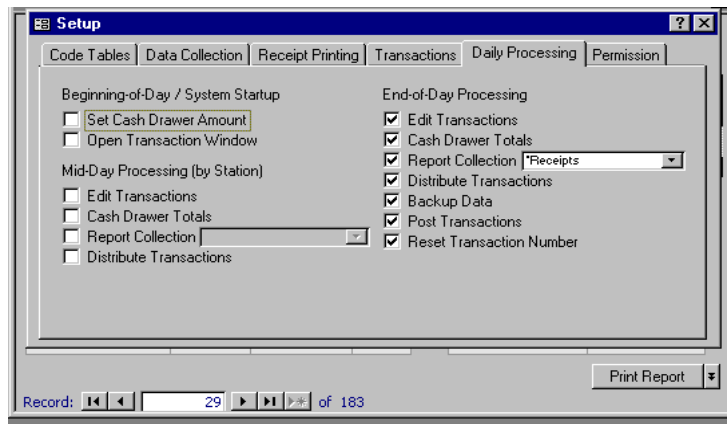 Setup
Code Tables Data Collection Receipt Printing Transactions Daily Processing Permission
Beginning-of-Day / System Startup
Set Cash Drawer Amount
Open Transaction Window
Mid-Day Processing (by Station)
Edit Transactions
Cash Drawer Totals
Report Collection
Distribute Transactions
End-of-Day Processing
Edit Transactions
Cash Drawer Totals
Report Collection "Receipts
Distribute Transactions
Backup Data
Post Transactions
Reset Transaction Number
Print Report
Record: 29 of 183